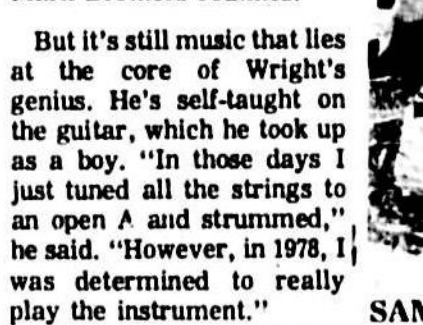 But it's still music that lies
at the core of Wright's
genius. He's self-taught on
the guitar, which he took up
as a boy. "In those days I
just tuned all the strings to
an open A and strummed,"
he said. "However, in 1978, I
was determined to really
play the instrument."
SAM